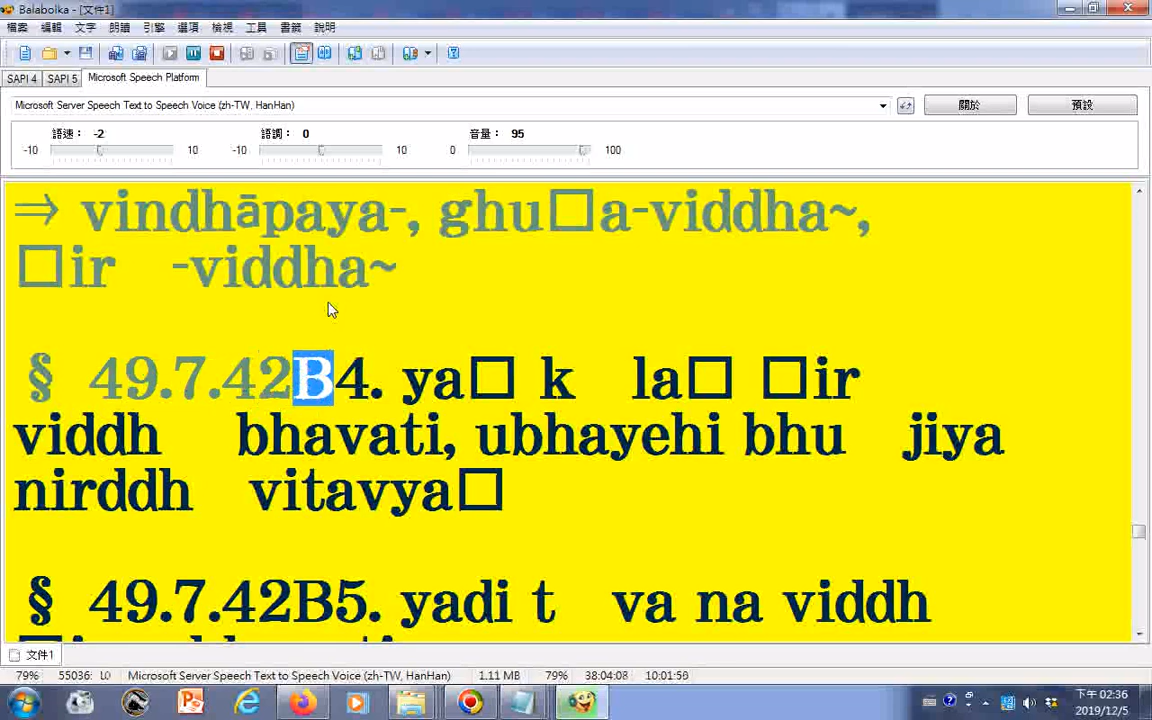 Balabolka - [文件1]
檔案 編輯 文字 朗讀 引擎 選項 檢視 工具 書籤 說明
SAPI 4 SAPI 5 Microsoft Speech Platform
Microsoft Server Speech Text to Speech Voice (zh-TW, HanHan) 關於 預設
語速： -2 語調： 0 音量： 95
-10 10 -10 10 0 100
⇒ vindhāpaya-, ghu□a-viddha~,
□ir -viddha~
§ 49.7.42B4. ya□ k la□ □ir
viddh bhavati, ubhayehi bhu jiya
nirddh vitavya□
§ 49.7.42B5. yadi t va na viddh
文件1
79% 55036: L0 Microsoft Server Speech Text to Speech Voice (zh-TW, HanHan) 1.11 MB 79% 38:04:08 10:01:58
下午 02:36
2019/12/5